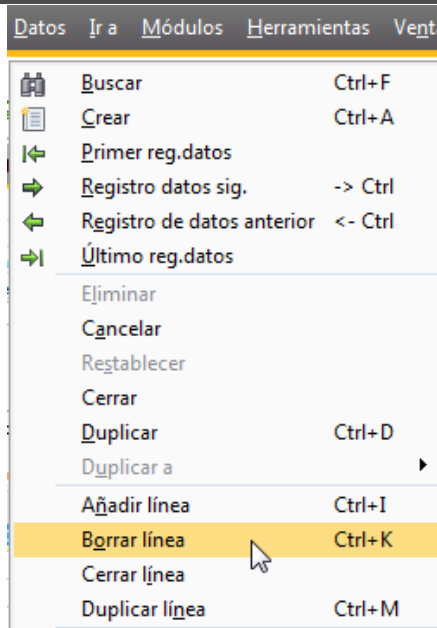 Datos Ir a Módulos Herramientas Vent
Buscar Ctrl+F
Crear Ctrl+A
Primer reg.datos
Registro datos sig. -> Ctrl
Registro de datos anterior <- Ctrl
Último reg.datos
Eliminar
Cancelar
Restablecer
Cerrar
Duplicar Ctrl+D
Duplicar a
Añadir línea Ctrl+I
Borrar línea Ctrl+K
Cerrar línea
Duplicar línea Ctrl+M